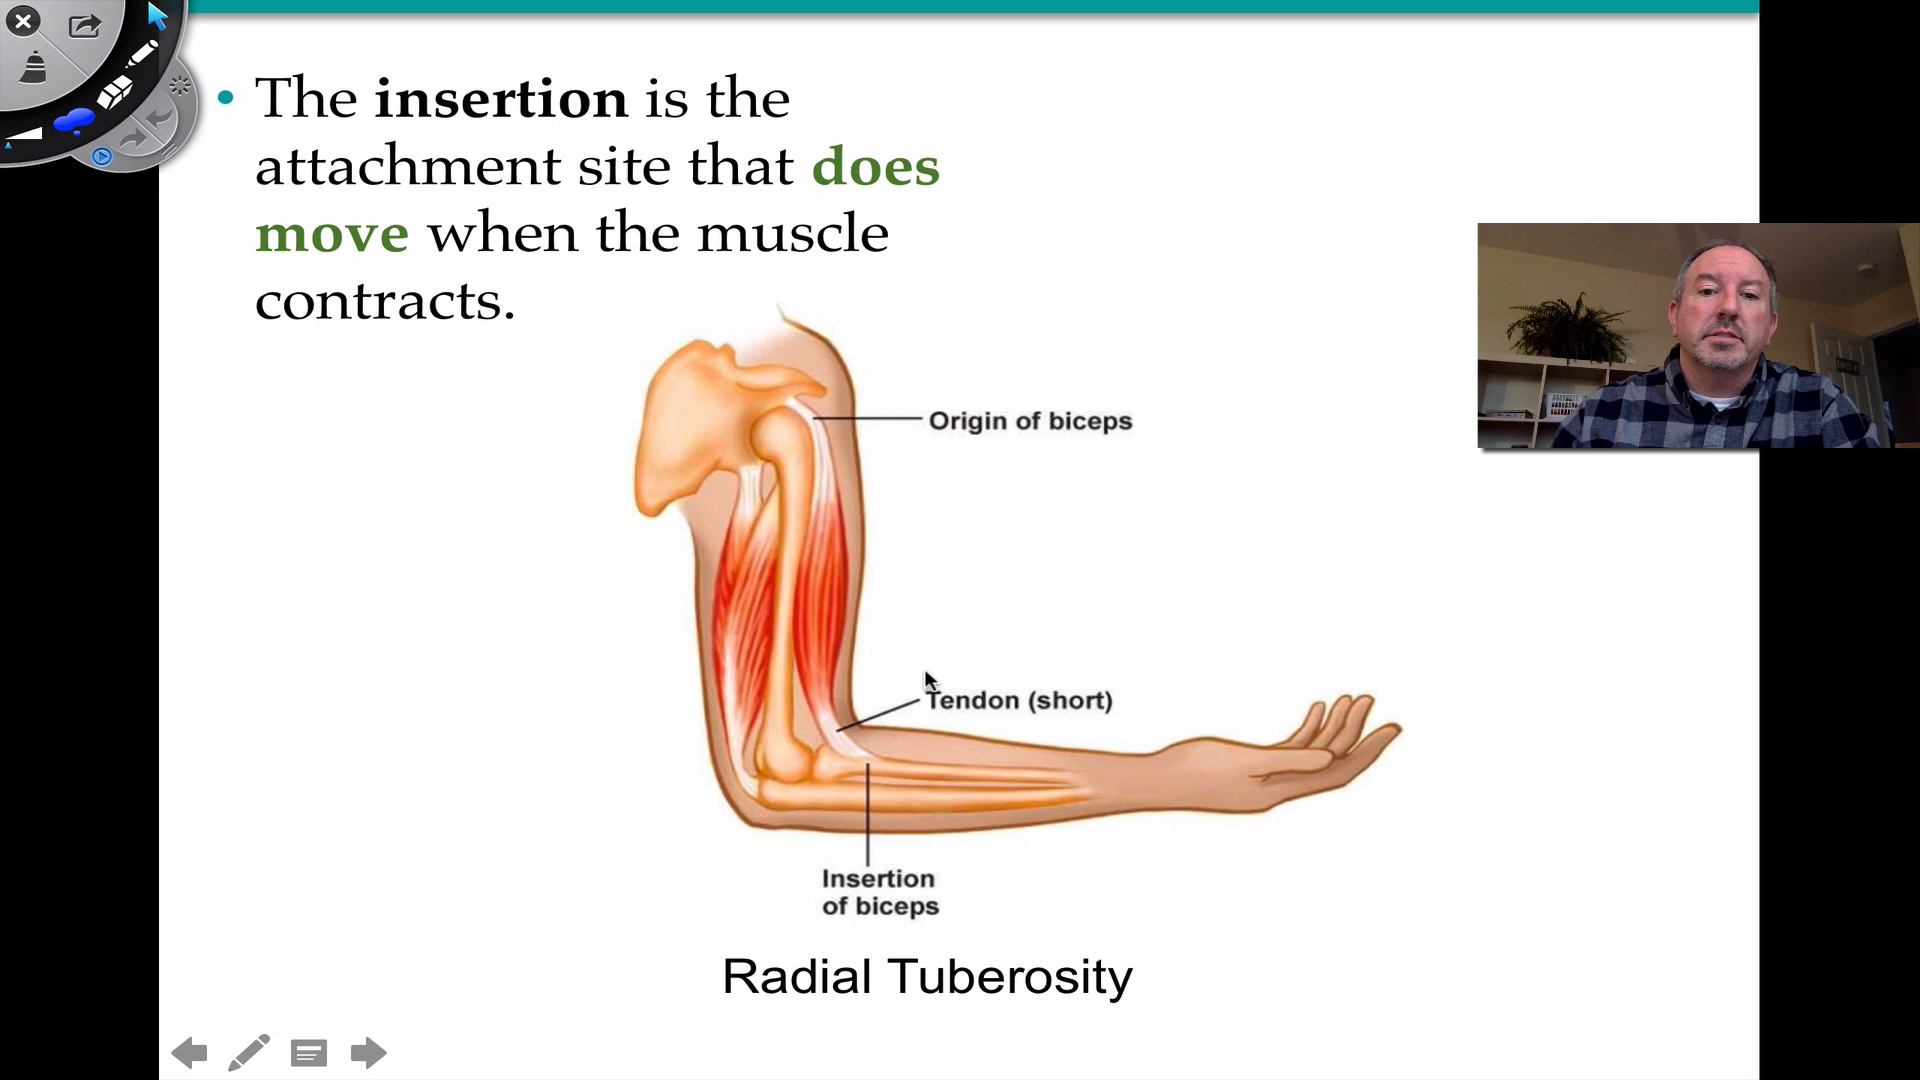 • The insertion is the
attachment site that does
move when the muscle
contracts.
Origin of biceps
Tendon (short)
Insertion
of biceps
Radial Tuberosity